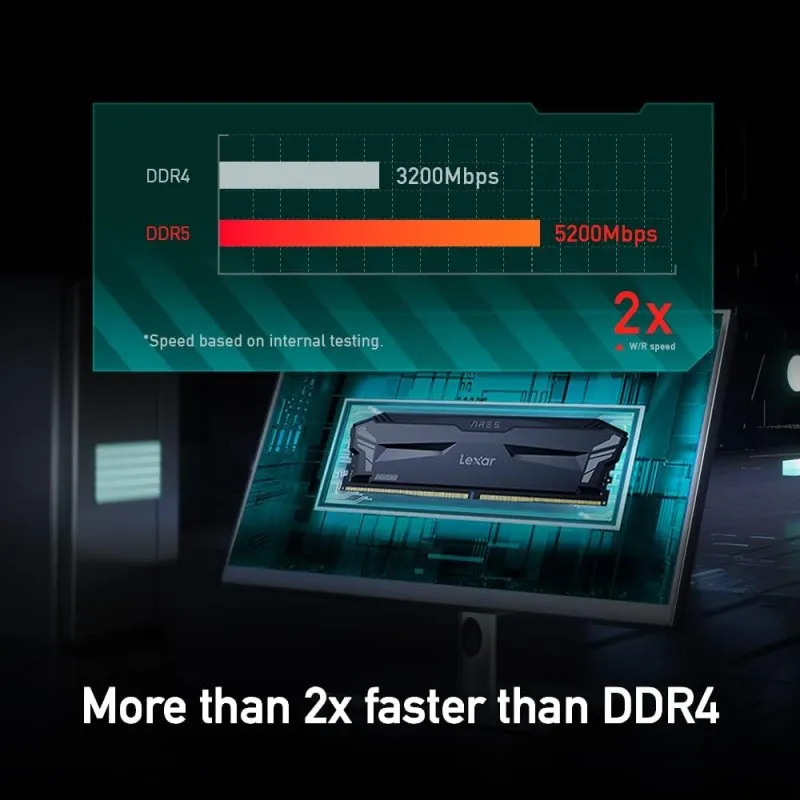 DDR4 3200Mbps
DDR5 5200Mbps
2x
W/R speed
*Speed based on internal testing.
ARES
Lexar
More than 2x faster than DDR4